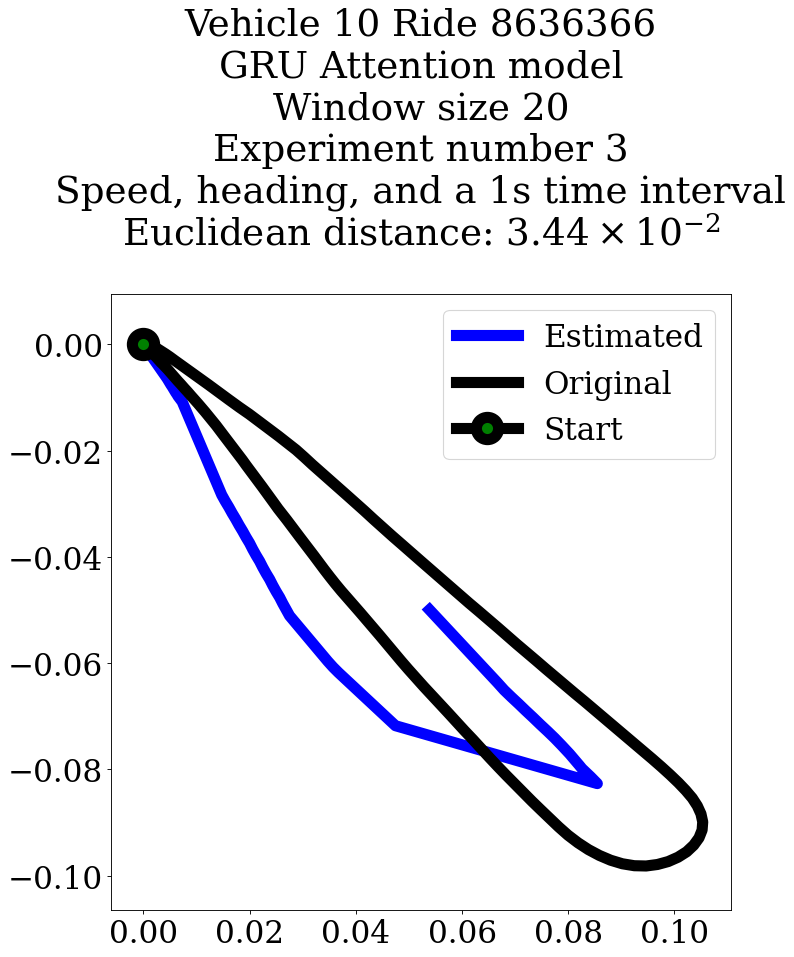 Vehicle 10 Ride 8636366
GRU Attention model
Window size 20
Experiment number 3
Speed, heading, and a 1s time interval
Euclidean distance: 3.44 × 10⁻²
Estimated
Original
Start
0.00
−0.02
−0.04
−0.06
−0.08
−0.10
0.00 0.02 0.04 0.06 0.08 0.10